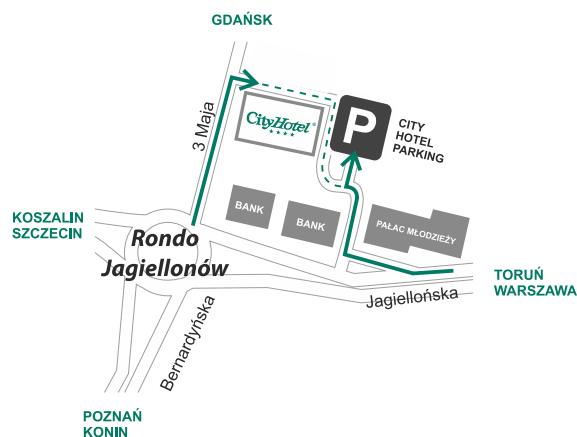 GDAŃSK
3 Maja
CityHotel®
★★★★
P
CITY
HOTEL
PARKING
BANK
BANK
PAŁAC MŁODZIEŻY
KOSZALIN
SZCZECIN
Rondo
Jagiellonów
TORUŃ
WARSZAWA
Jagiellońska
Bernardyńska
POZNAŃ
KONIN